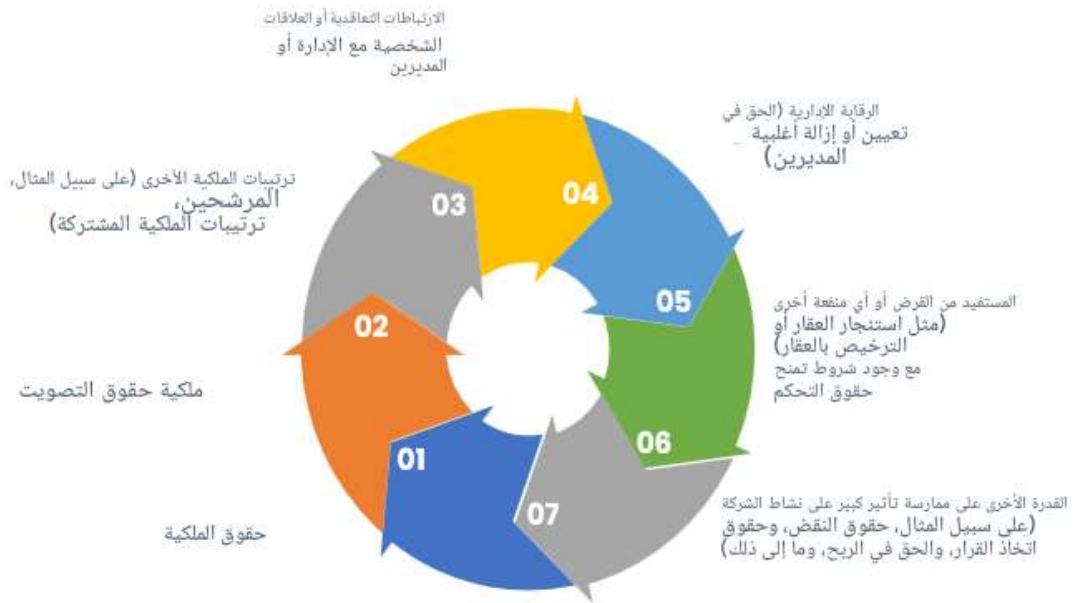 الارتباطات التعاقدية أو العلاقات
الشخصية مع الإدارة أو
المديرين
الرقابة الإدارية (الحق في
تعيين أو إزالة أغلبية _
المديرين)
ترتيبات الملكية الأخرى (على سبيل المثال,
المرشحين،
ترتيبات الملكية المشتركة)
04
03
05
المستفيد من القرض أو أي منفعة أخرى
(مثل استئجار العقار أو
الترخيص بالعقار)
مع وجود شروط تمنح
حقوق التحكم
02
ملكية حقوق التصويت
06
01
07
القدرة الأخرى على ممارسة تأثير كبير على نشاط الشركة
(على سبيل المثال، حقوق النقض، وحقوق
اتخاذ القرار، والحق في الربح، وما إلى ذلك)
حقوق الملكية